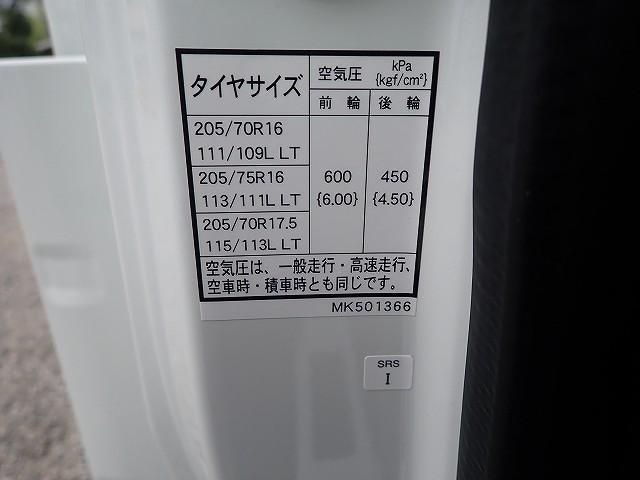 タイヤサイズ
空気圧
kPa
{kgf/cm²}
前 輪
後 輪
205/70R16
111/109L LT
205/75R16
113/111L LT
205/70R17.5
115/113L LT
600
{6.00}
450
{4.50}
空気圧は、一般走行・高速走行、
空車時・積車時とも同じです。
MK501366
SRS
I